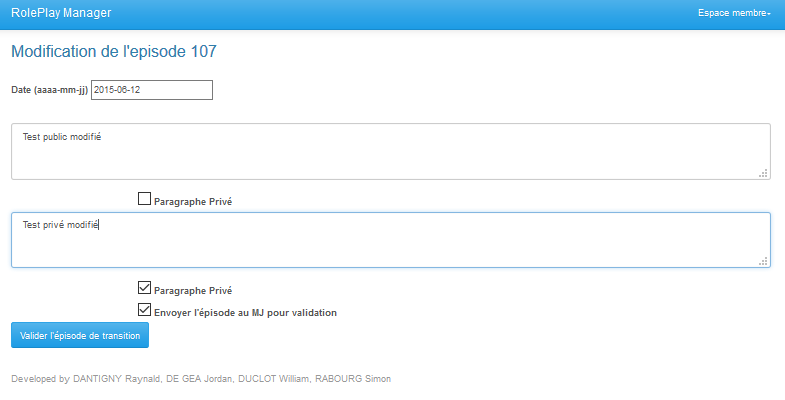 RolePlay Manager
Espace membre
Modification de l'episode 107
Date (aaaa-mm-jj) 2015-06-12
Test public modifié
Paragraphe Privé
Test privé modifié
Paragraphe Privé
Envoyer l'épisode au MJ pour validation
Valider l'épisode de transition
Developed by DANTIGNY Raynald, DE GEA Jordan, DUCLOT William, RABOURG Simon